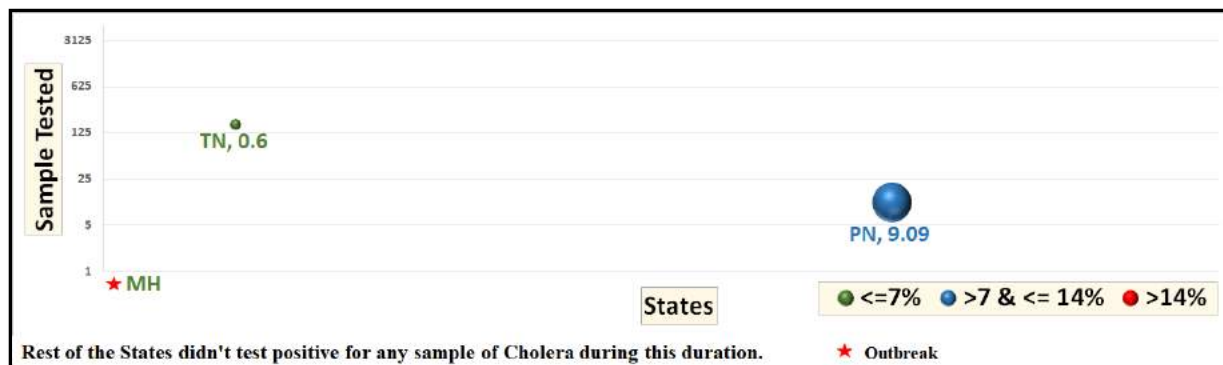 3125
625
125
25
5
1
Sample Tested
TN, 0.6
PN, 9.09
★ MH
States
<=7% >7 & <= 14% >14%
Rest of the States didn't test positive for any sample of Cholera during this duration. ★ Outbreak